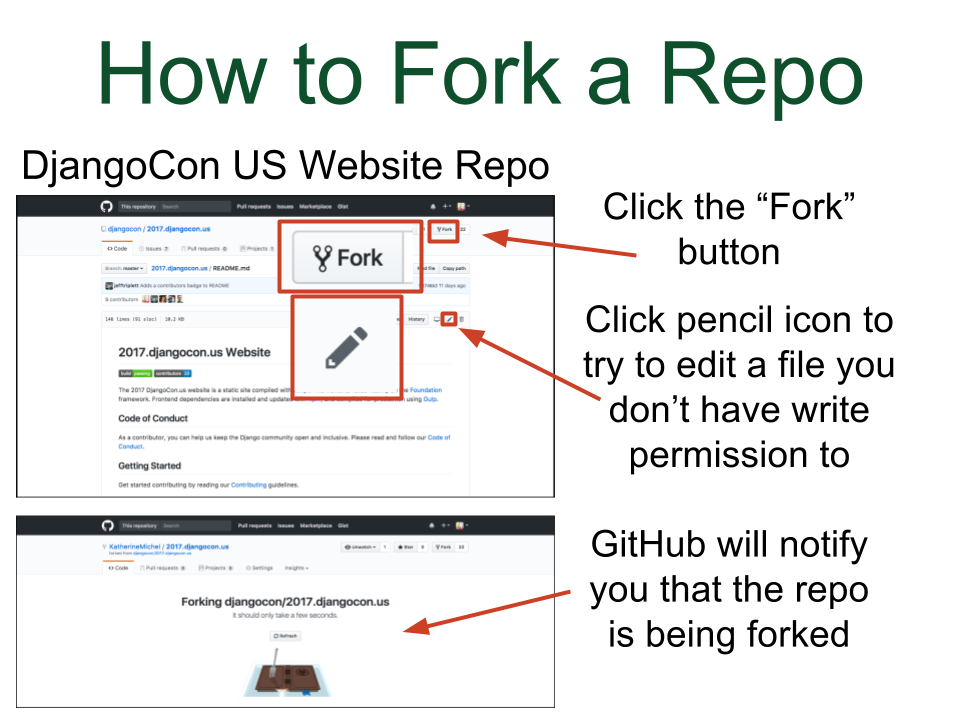 How to Fork a Repo
DjangoCon US Website Repo
This repository Search Pull requests Issues Marketplace Gist
djangocon / 2017.djangocon.us
Fork 22
Code Issues 7 Pull requests 0 Projects
Fork
Branch: master 2017.djangocon.us / README.md
Find file Copy path
jefftriplett Adds a contributors badge to README
11 days ago
5 contributors
146 lines (91 sloc) 10.2 KB
History
2017.djangocon.us Website
build passing contributors 22
The 2017 DjangoCon.us website is a static site compiled with
the Foundation
framework. Frontend dependencies are installed and updated
using Gulp.
Code of Conduct
As a contributor, you can help us keep the Django community open and inclusive. Please read and follow our Code of
Conduct.
Getting Started
Get started contributing by reading our Contributing guidelines.
Click the “Fork”
button
Click pencil icon to
try to edit a file you
don’t have write
permission to
This repository Search Pull requests Issues Marketplace Gist
KatherineMichel / 2017.djangocon.us
forked from djangocon/2017.djangocon.us
Unwatch 1 Star 0 Fork 22
Code Pull requests 0 Projects 0 Settings Insights
Forking djangocon/2017.djangocon.us
It should only take a few seconds.
Refresh
GitHub will notify
you that the repo
is being forked